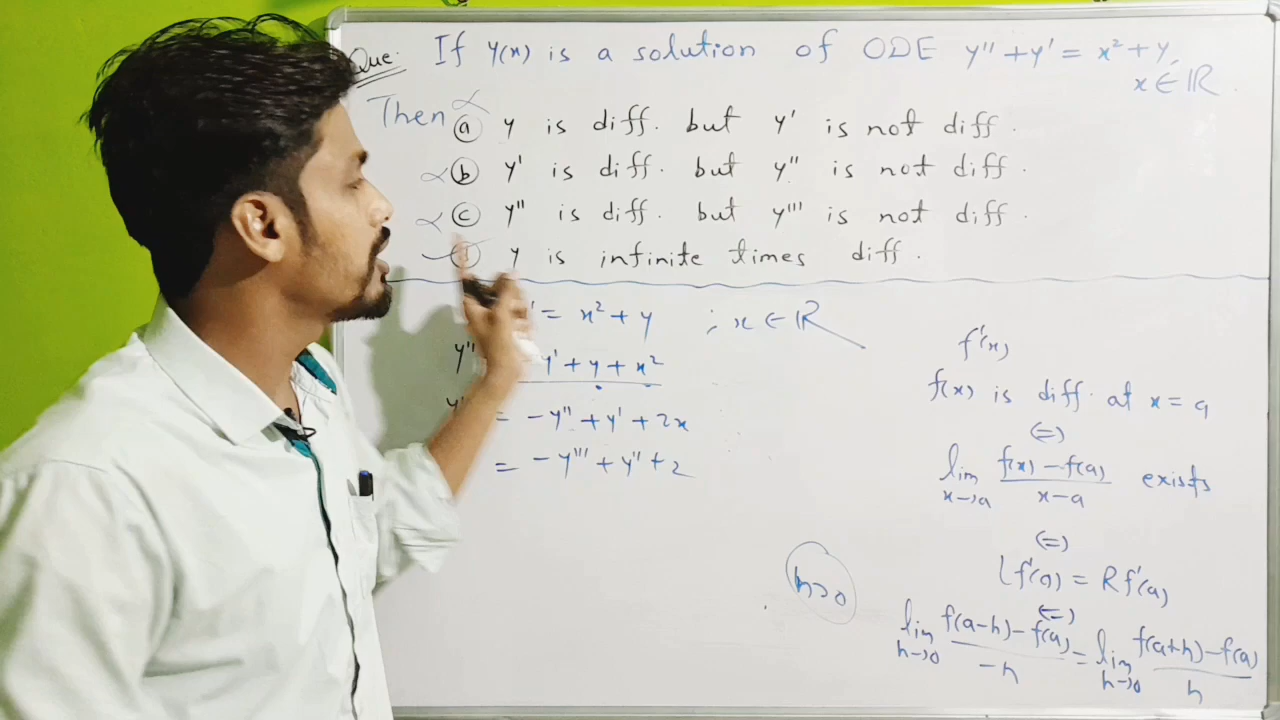 Que: If y(x) is a solution of ODE y'' + y' = x² + y,
x ∈ ℝ.
Then
ⓐ y is diff. but y' is not diff.
ⓑ y' is diff. but y'' is not diff.
ⓒ y'' is diff. but y''' is not diff.
y is infinite times diff.
' = x² + y ; x ∈ ℝ
y'' y' + y + x²
= -y'' + y' + 2x
= -y''' + y'' + 2
f'(x)
f(x) is diff. at x = a
(=)
lim x→a f(x) - f(a) / x - a exists
(=)
Lf'(a) = Rf'(a)
(=)
h>0
lim h→0 f(a-h) - f(a) / -h = lim h→0 f(a+h) - f(a) / h